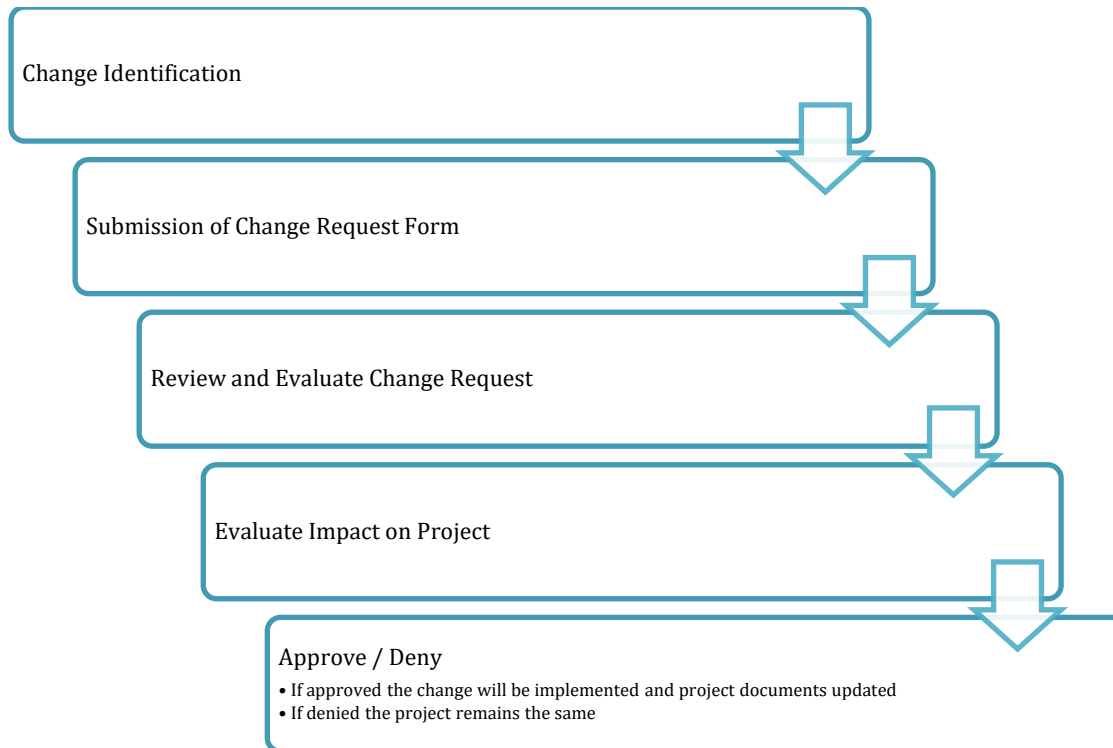 Change Identification
Submission of Change Request Form
Review and Evaluate Change Request
Evaluate Impact on Project
Approve / Deny
• If approved the change will be implemented and project documents updated
• If denied the project remains the same